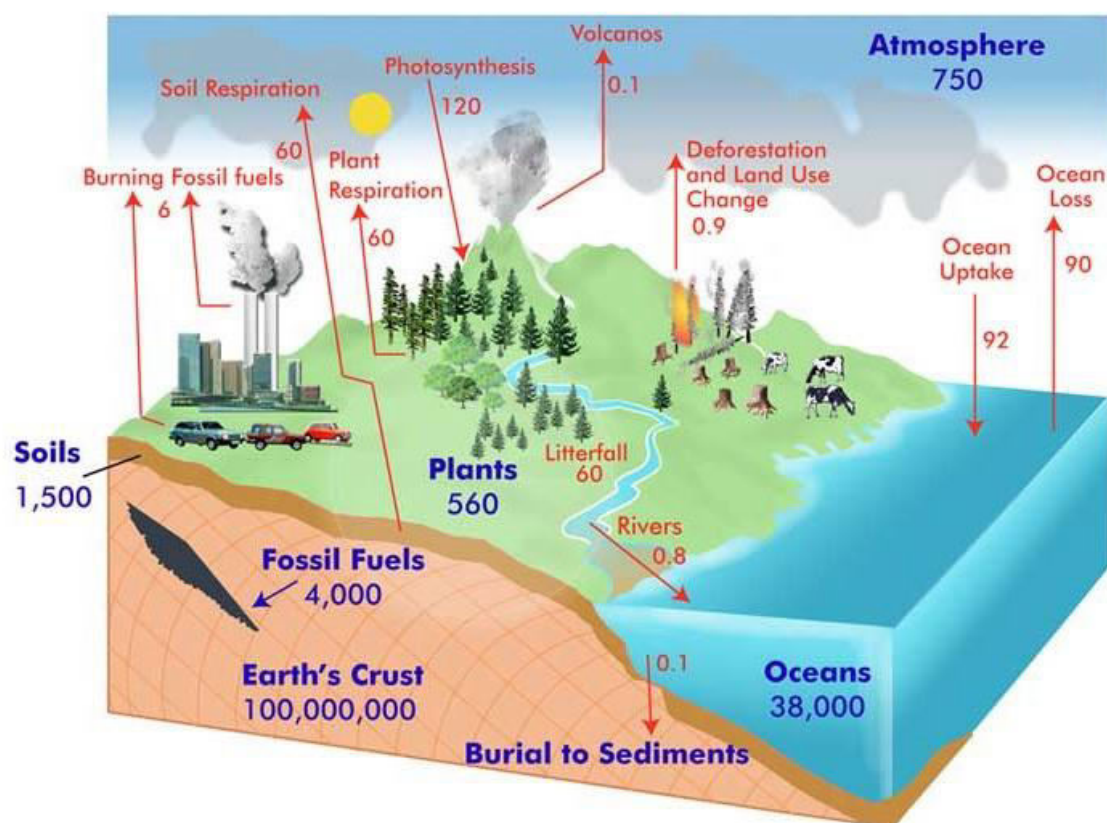 Volcanos
0.1
Atmosphere
750
Photosynthesis
120
Soil Respiration
60
Plant
Respiration
60
Burning Fossil fuels
6
Deforestation
and Land Use
Change
0.9
Ocean
Loss
90
Ocean
Uptake
92
Soils
1,500
Plants
560
Litterfall
60
Rivers
0.8
Fossil Fuels
4,000
Earth's Crust
100,000,000
0.1
Burial to Sediments
Oceans
38,000